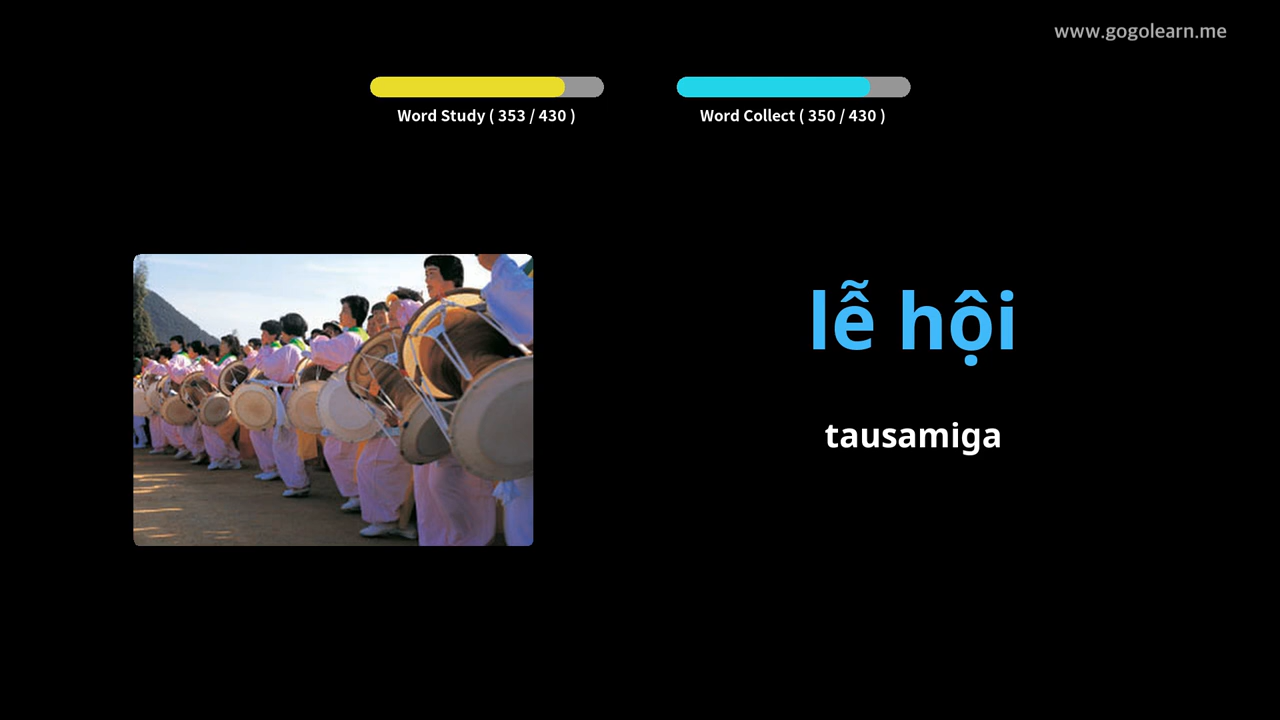 www.gogolearn.me
Word Study ( 353 / 430 )
Word Collect ( 350 / 430 )
lễ hội
tausamiga